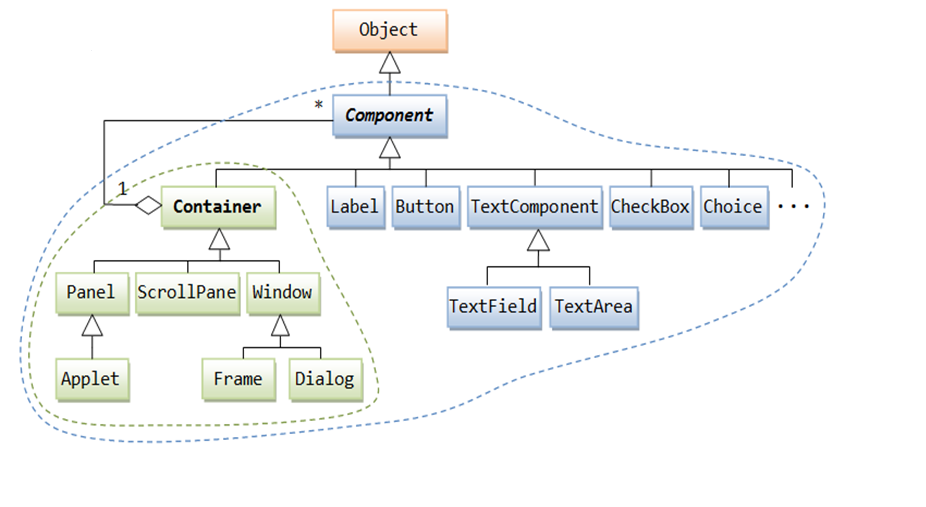 Object
*
Component
1
Container
Label
Button
TextComponent
CheckBox
Choice
...
Panel
ScrollPane
Window
TextField
TextArea
Applet
Frame
Dialog